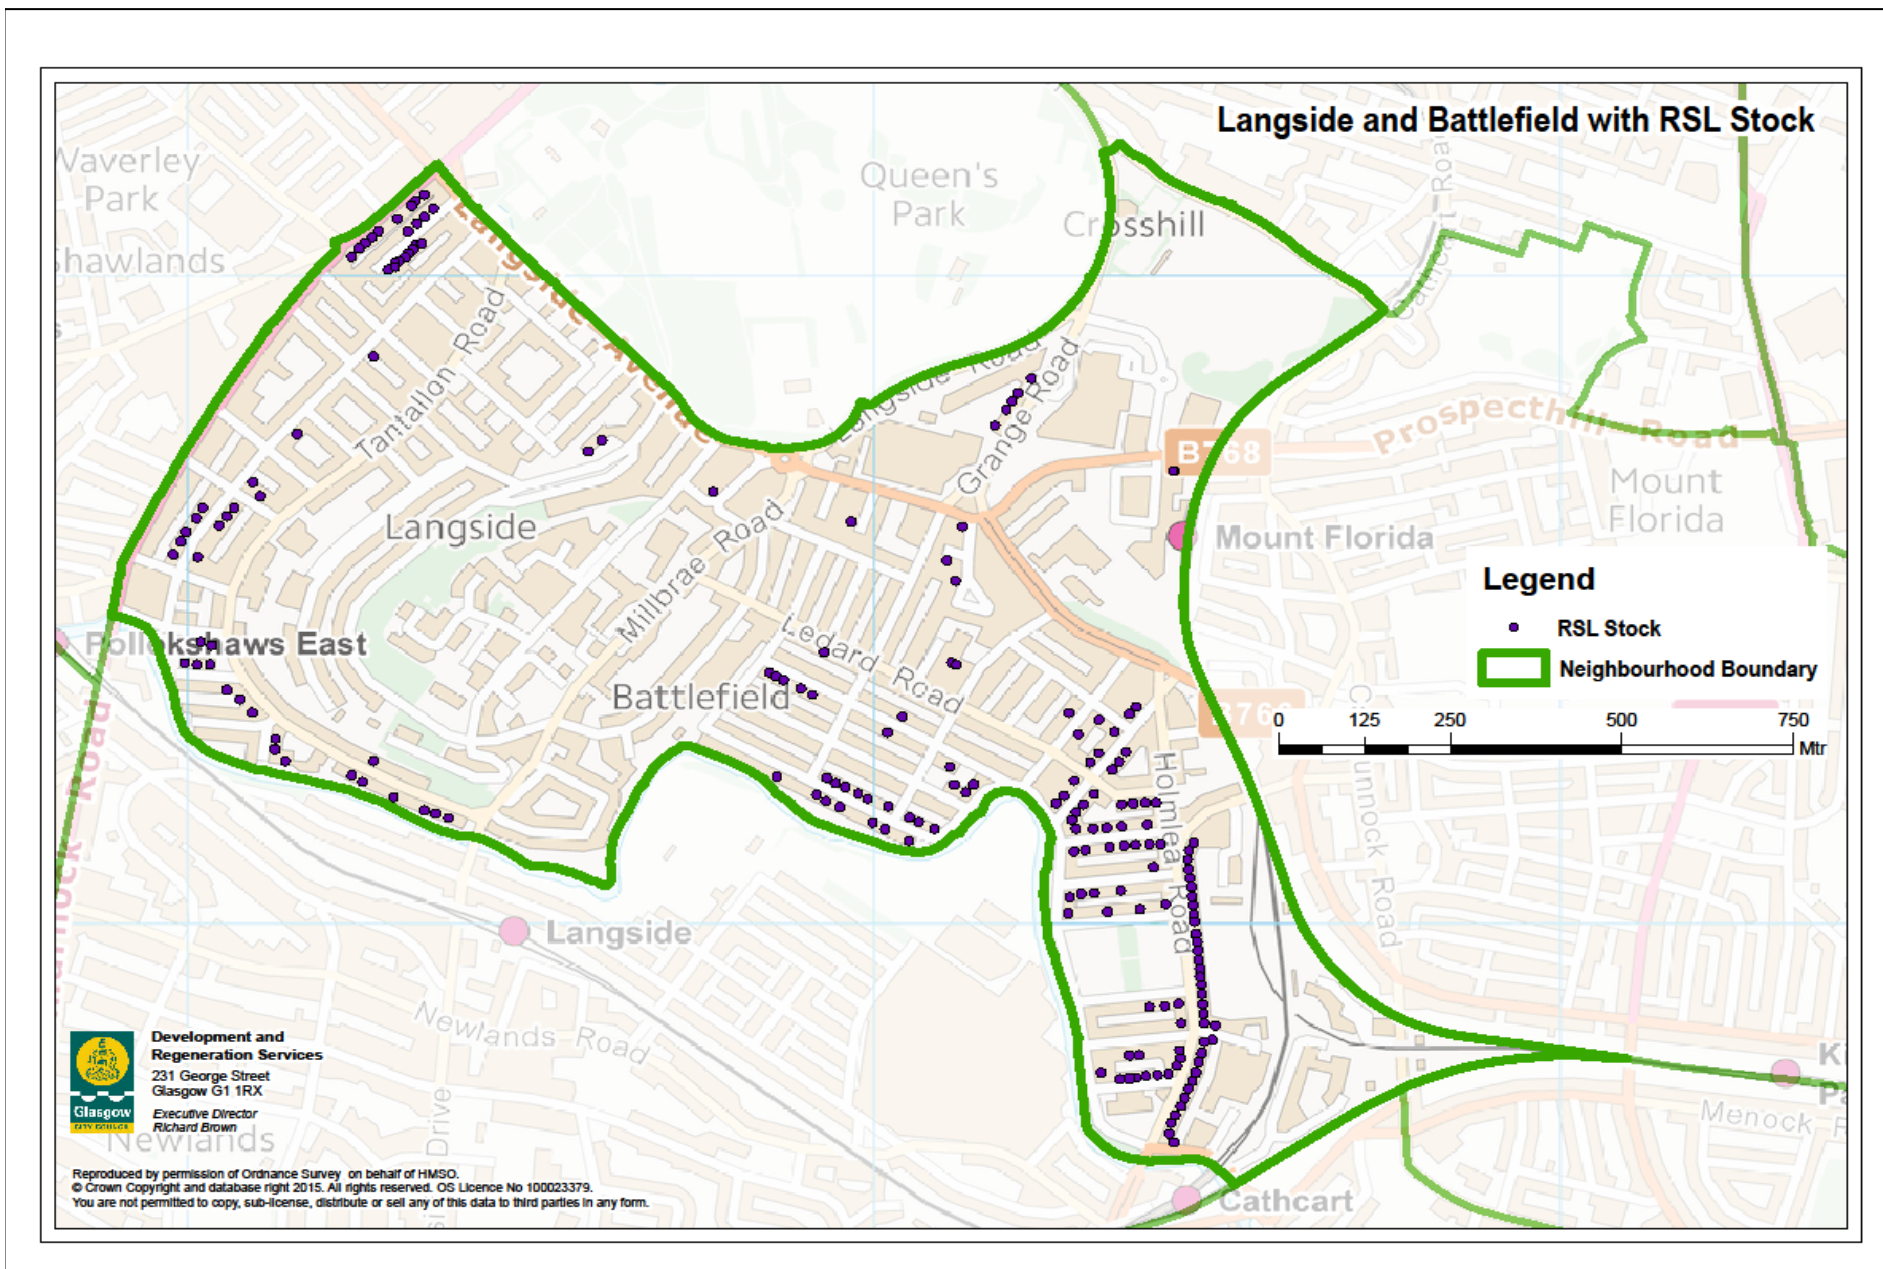 Langside and Battlefield with RSL Stock
Waverley
Park
Queen's
Park
Crosshill
Shawlands
Langside Avenue
Cathcart Road
Tantallon Road
Langside Road
Grange Road
B768
Prospecthill Road
Mount
Florida
Langside
Millbrae Road
Mount Florida
Legend
RSL Stock
Neighbourhood Boundary
Pollokshaws East
Ledard Road
Battlefield
0 125 250 500 750
Mtr
Holmlea Road
Langside
Newlands Road
Development and
Regeneration Services
231 George Street
Glasgow G1 1RX
Executive Director
Richard Brown
Glasgow
CITY COUNCIL
Newlands
Drive
Menock R
Cathcart
Reproduced by permission of Ordnance Survey on behalf of HMSO.
© Crown Copyright and database right 2015. All rights reserved. OS Licence No 100023379.
You are not permitted to copy, sub-license, distribute or sell any of this data to third parties in any form.